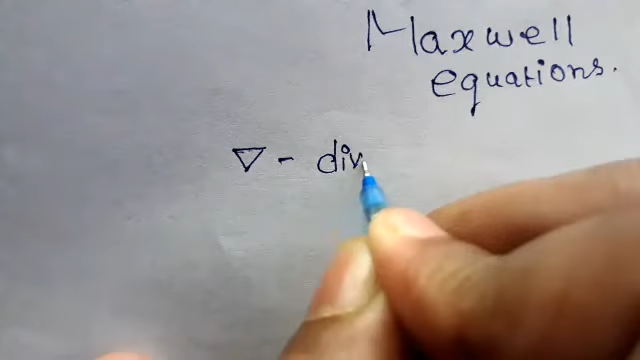 Maxwell
equations.
∇ - div